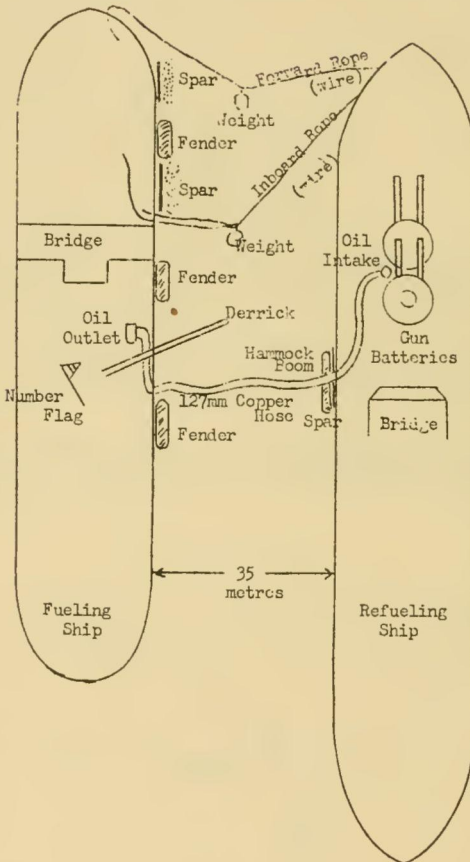 Spar
Forward Rope
(wire)
Weight
Fender
Inboard Rope
(wire)
Spar
Weight
Bridge
Oil
Intake
Fender
Oil
Outlet
Derrick
Gun
Batteries
Hammock
Boom
Number
Flag
127mm Copper
Hose
Spar
Bridge
Fender
35
metres
Fueling
Ship
Refueling
Ship